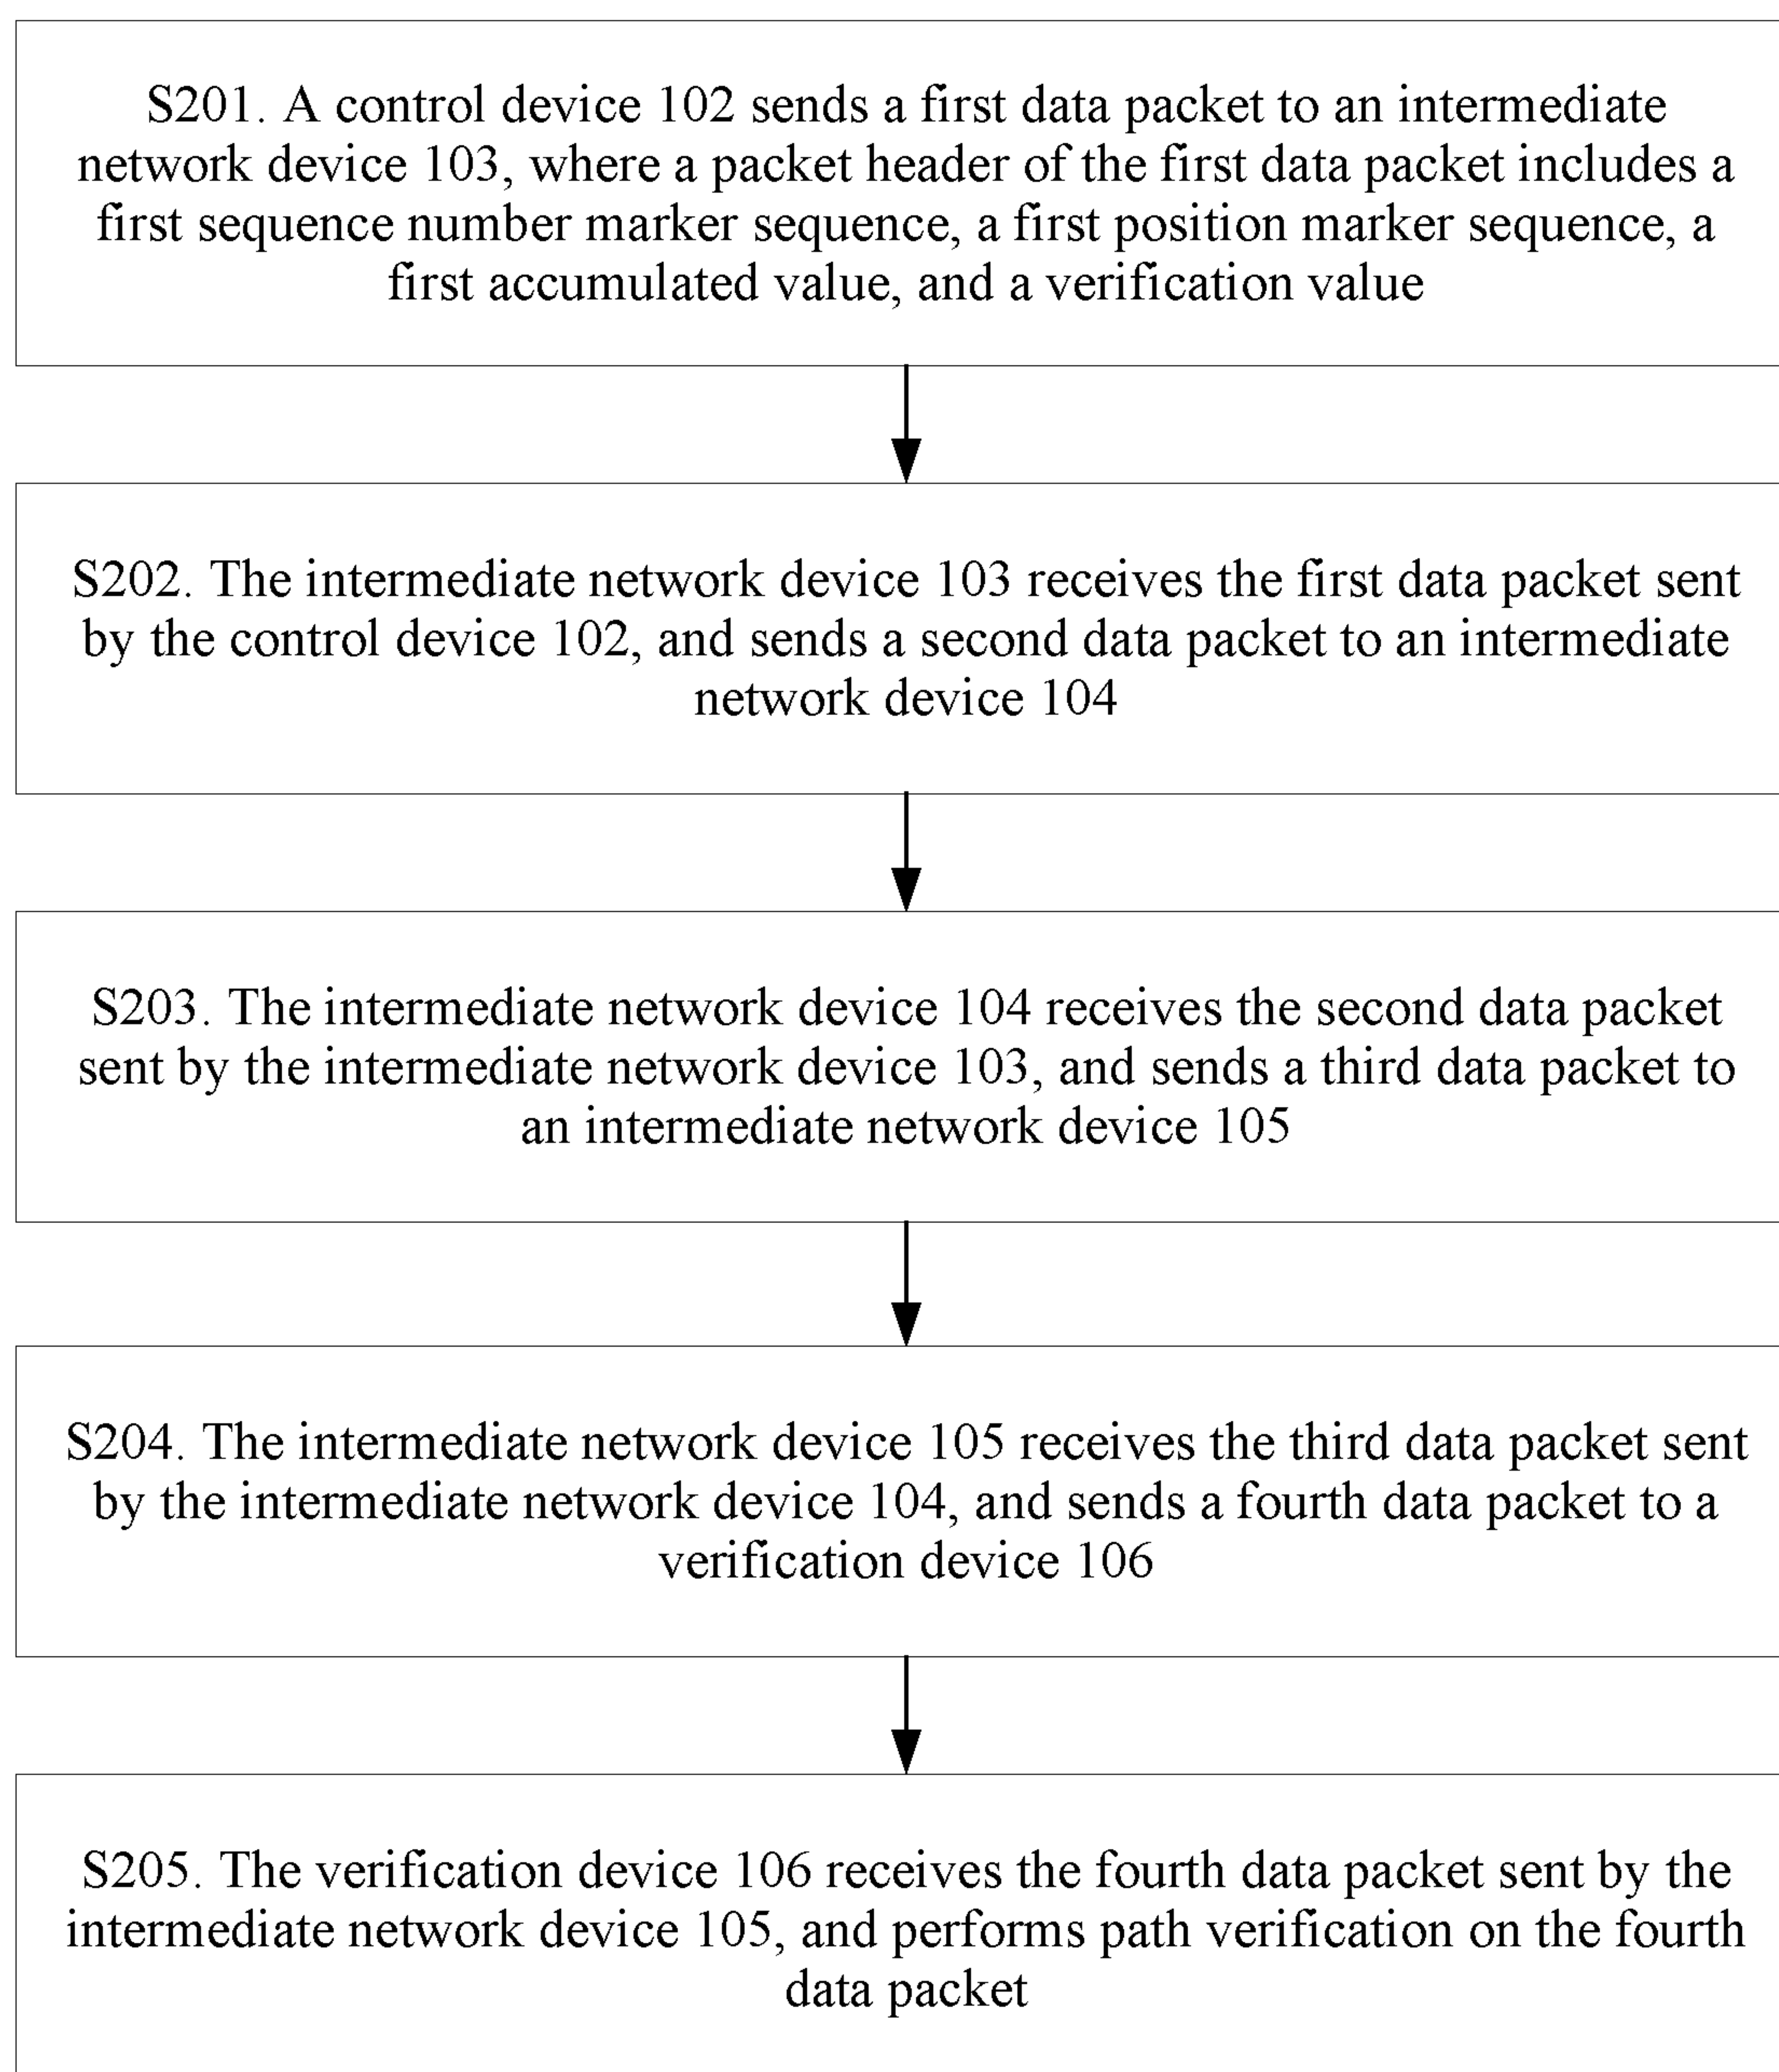 S201. A control device 102 sends a first data packet to an intermediate
network device 103, where a packet header of the first data packet includes a
first sequence number marker sequence, a first position marker sequence, a
first accumulated value, and a verification value
S202. The intermediate network device 103 receives the first data packet sent
by the control device 102, and sends a second data packet to an intermediate
network device 104
S203. The intermediate network device 104 receives the second data packet
sent by the intermediate network device 103, and sends a third data packet to
an intermediate network device 105
S204. The intermediate network device 105 receives the third data packet sent
by the intermediate network device 104, and sends a fourth data packet to a
verification device 106
S205. The verification device 106 receives the fourth data packet sent by the
intermediate network device 105, and performs path verification on the fourth
data packet